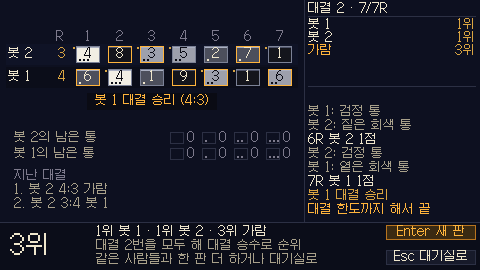 대결 2 · 7/7R
봇 1 1위
봇 2 1위
기람 3위
R 1 2 3 4 5 6 7
봇 2 3 4 8 3 5 2 7 1
봇 1 4 6 4 1 9 3 1 6
봇 1 대결 승리 (4:3)
봇 2의 남은 통 0 0 0 0
봇 1의 남은 통 0 0 0 0
지난 대결
1. 봇 2 4:3 기람
2. 봇 2 3:4 봇 1
봇 1: 검정 통
봇 2: 짙은 회색 통
6R 봇 2 1점
봇 2: 검정 통
봇 1: 옅은 회색 통
7R 봇 1 1점
봇 1 대결 승리
대결 한도까지 해서 끝
3위
1위 봇 1 · 1위 봇 2 · 3위 기람
대결 2번을 모두 해 대결 승수로 순위
같은 사람들과 한 판 더 하거나 대기실로
Enter 새 판
Esc 대기실로